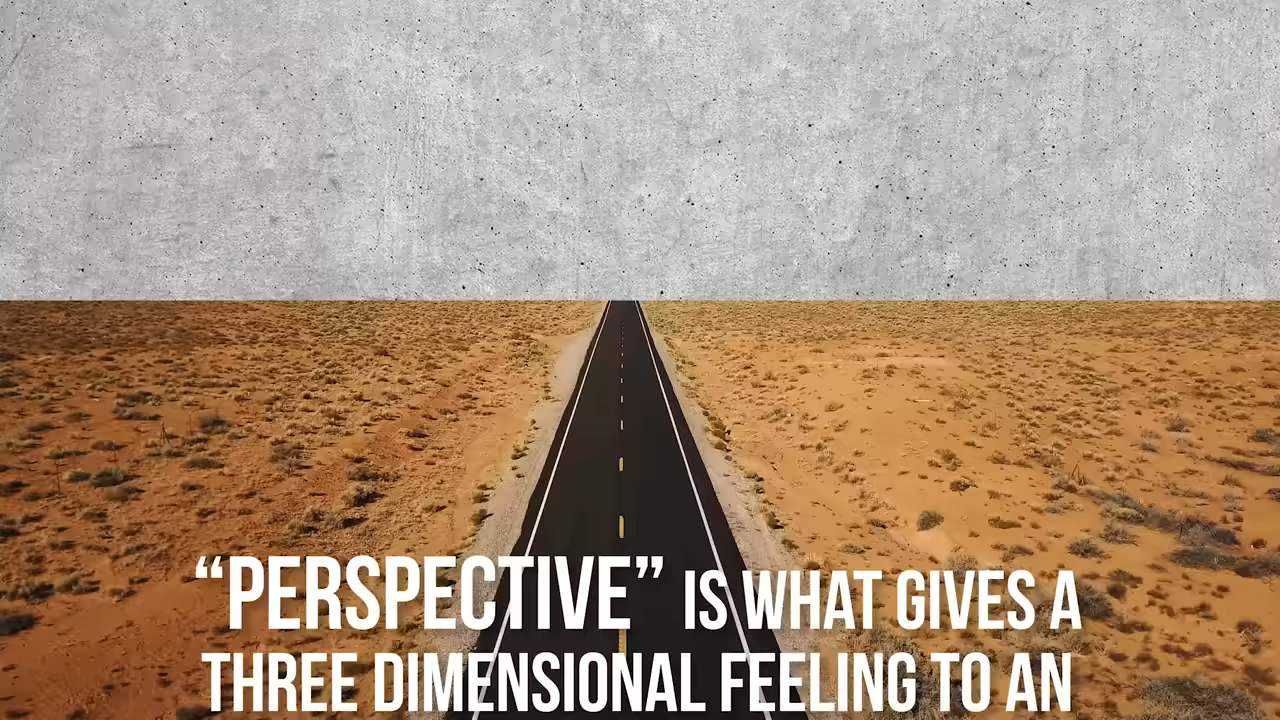 “PERSPECTIVE” IS WHAT GIVES A
THREE DIMENSIONAL FEELING TO AN